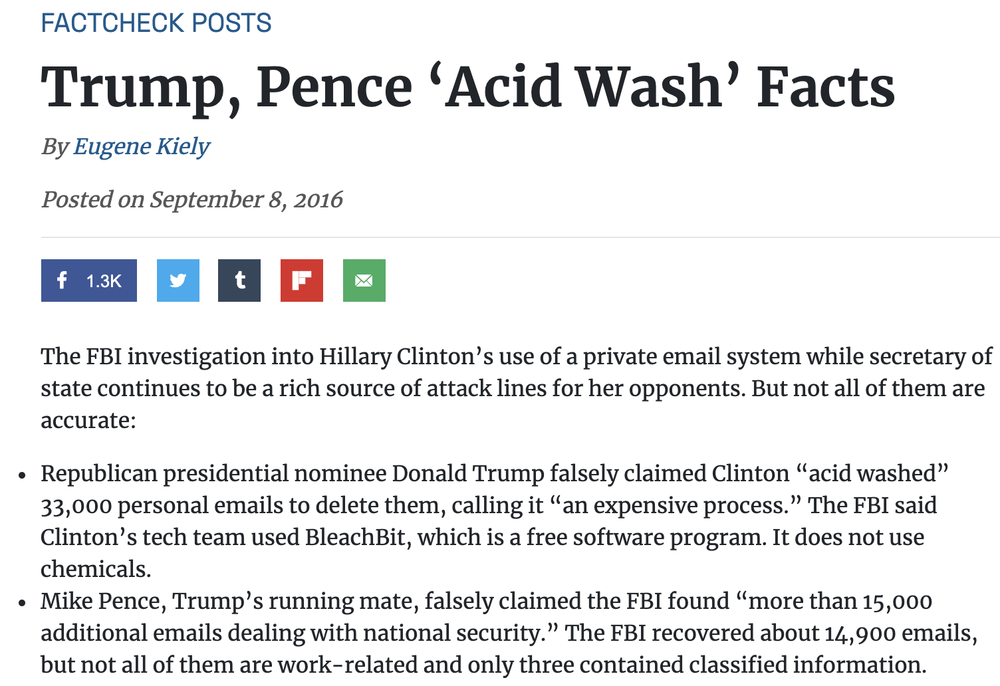 FACTCHECK POSTS
Trump, Pence ‘Acid Wash’ Facts
By Eugene Kiely
Posted on September 8, 2016
f 1.3K
t
The FBI investigation into Hillary Clinton’s use of a private email system while secretary of
state continues to be a rich source of attack lines for her opponents. But not all of them are
accurate:
• Republican presidential nominee Donald Trump falsely claimed Clinton “acid washed”
33,000 personal emails to delete them, calling it “an expensive process.” The FBI said
Clinton’s tech team used BleachBit, which is a free software program. It does not use
chemicals.
• Mike Pence, Trump’s running mate, falsely claimed the FBI found “more than 15,000
additional emails dealing with national security.” The FBI recovered about 14,900 emails,
but not all of them are work-related and only three contained classified information.